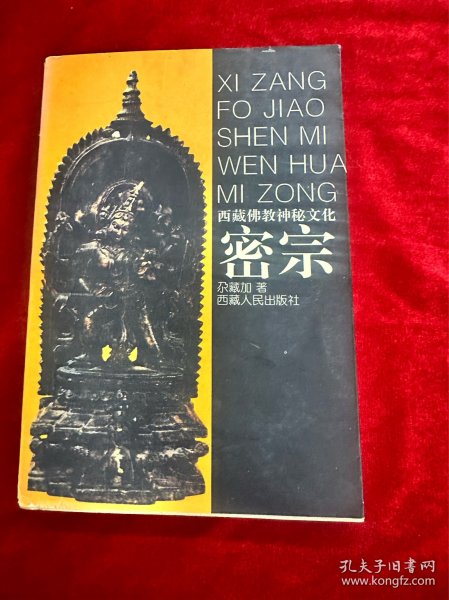 XI ZANG
FO JIAO
SHEN MI
WEN HUA
MI ZONG
西藏佛教神秘文化
密宗
尕藏加 著
西藏人民出版社
孔夫子旧书网
www.kongfz.com